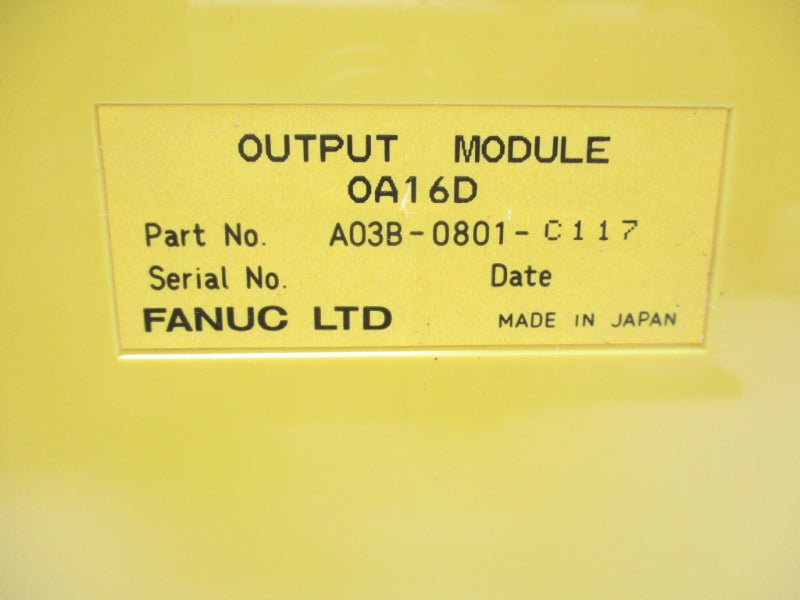 OUTPUT MODULE
OA16D
Part No. A03B-0801-C117
Serial No. Date
FANUC LTD MADE IN JAPAN